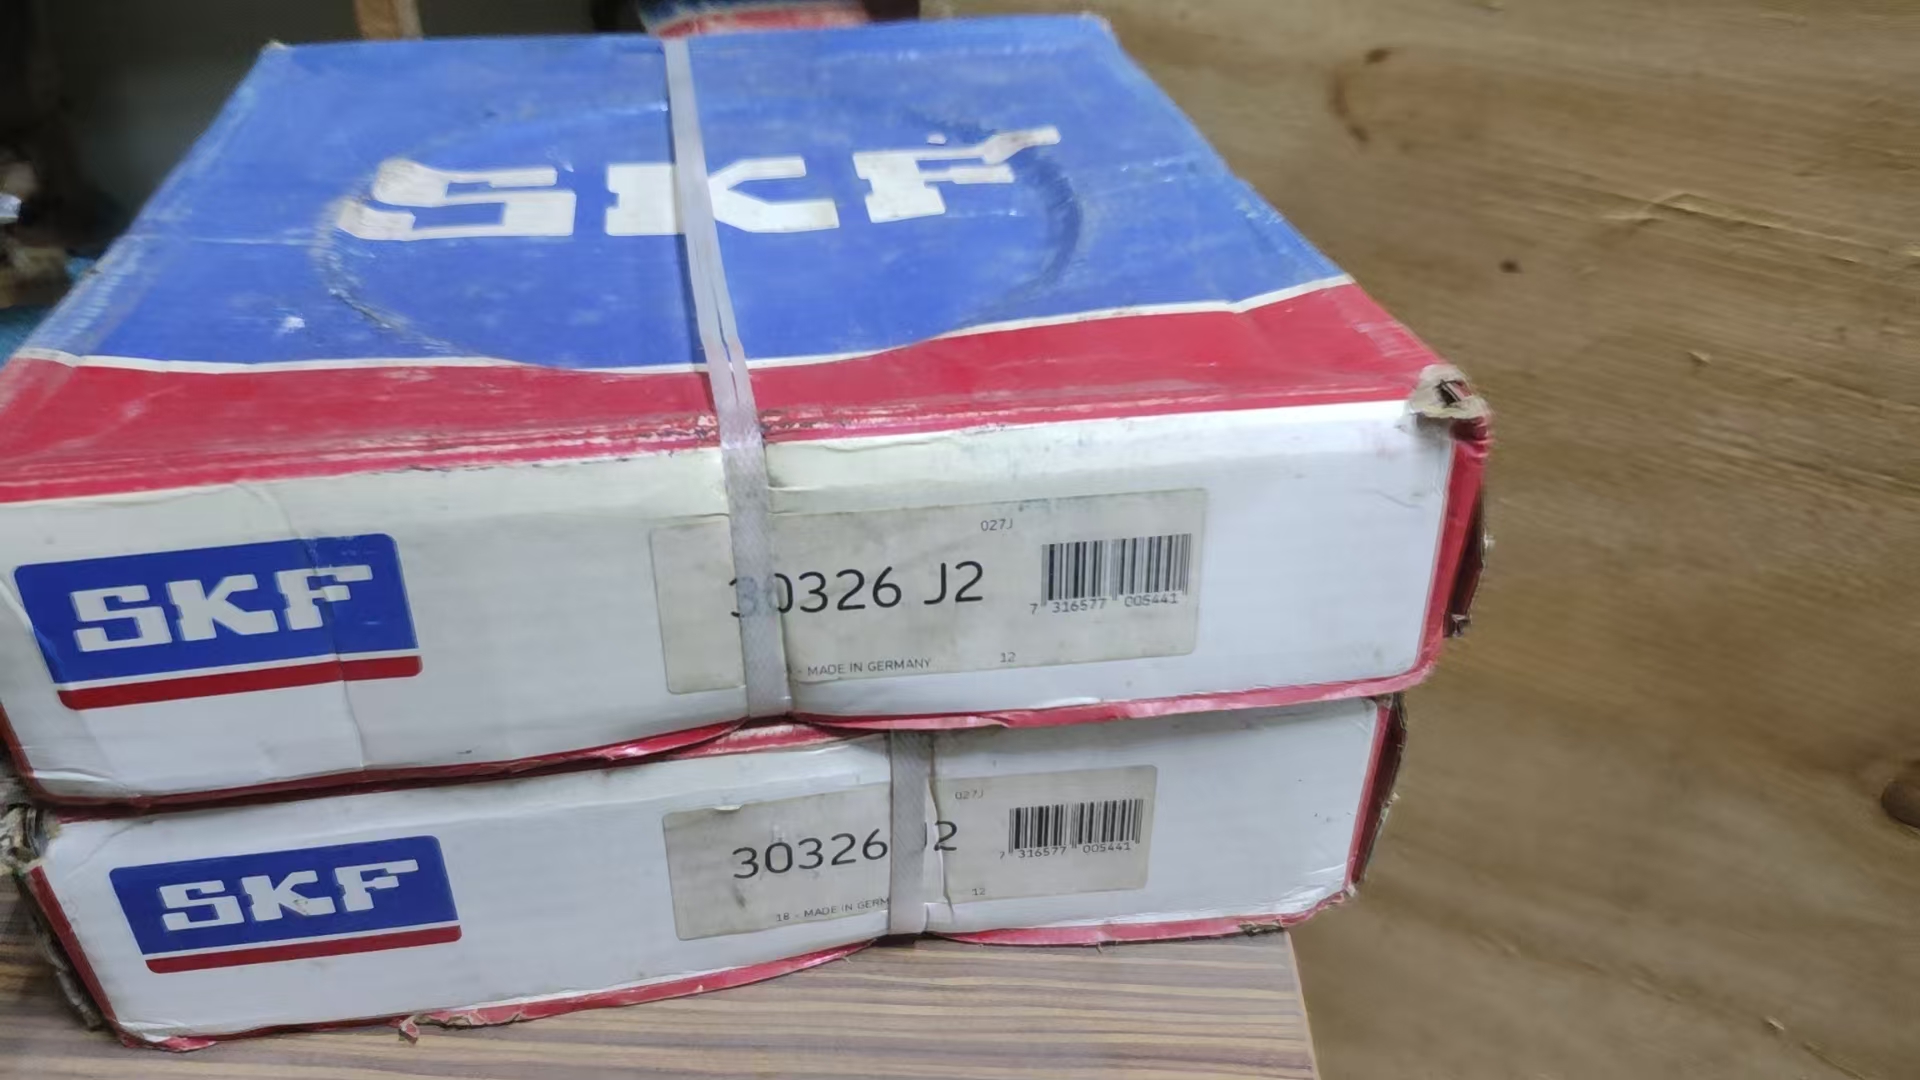 SKF
SKF
027J
30326 J2
7 316577 005441
- MADE IN GERMANY
12
SKF
027J
30326 J2
7 316577 005441
18 - MADE IN GERM
12